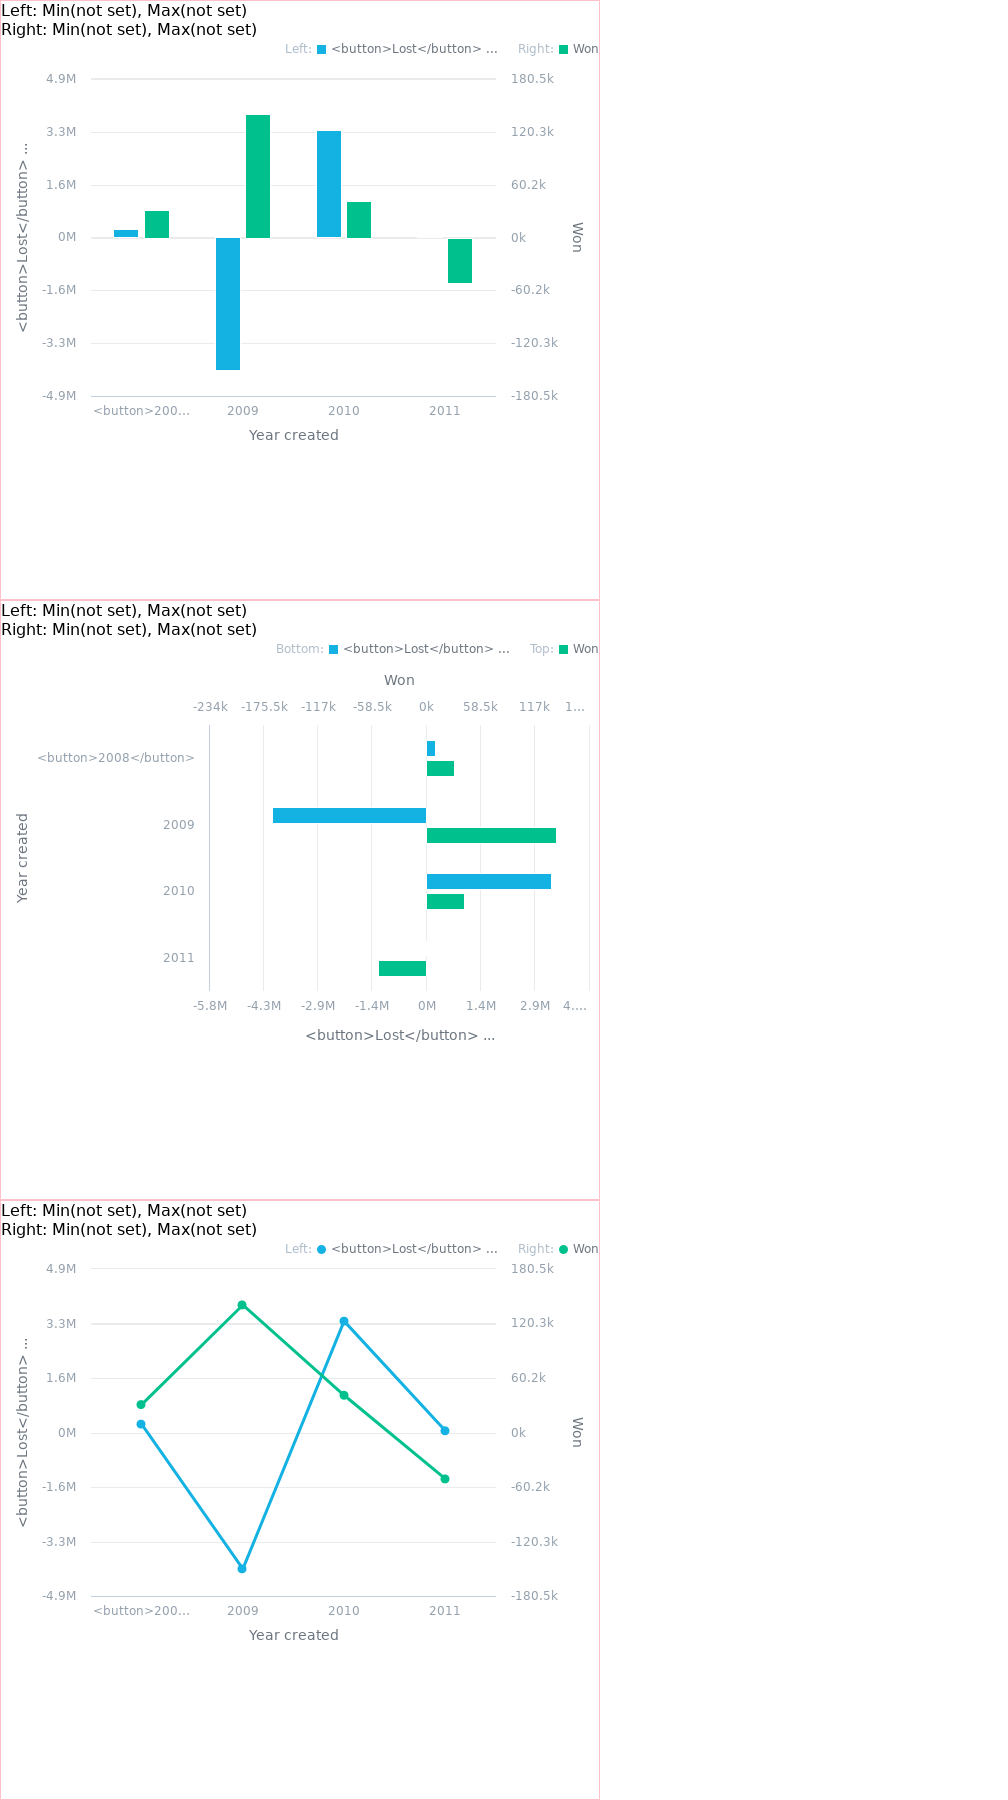 Left: Min(not set), Max(not set)
Right: Min(not set), Max(not set)
Left: <button>Lost</button> ... Right: Won
4.9M
3.3M
1.6M
0M
-1.6M
-3.3M
-4.9M
<button>Lost</button> ...
180.5k
120.3k
60.2k
0k
-60.2k
-120.3k
-180.5k
Won
<button>200... 2009 2010 2011
Year created
Left: Min(not set), Max(not set)
Right: Min(not set), Max(not set)
Bottom: <button>Lost</button> ... Top: Won
Won
-234k -175.5k -117k -58.5k 0k 58.5k 117k 1...
<button>2008</button>
2009
2010
2011
Year created
-5.8M -4.3M -2.9M -1.4M 0M 1.4M 2.9M 4....
<button>Lost</button> ...
Left: Min(not set), Max(not set)
Right: Min(not set), Max(not set)
Left: <button>Lost</button> ... Right: Won
4.9M
3.3M
1.6M
0M
-1.6M
-3.3M
-4.9M
<button>Lost</button> ...
180.5k
120.3k
60.2k
0k
-60.2k
-120.3k
-180.5k
Won
<button>200... 2009 2010 2011
Year created